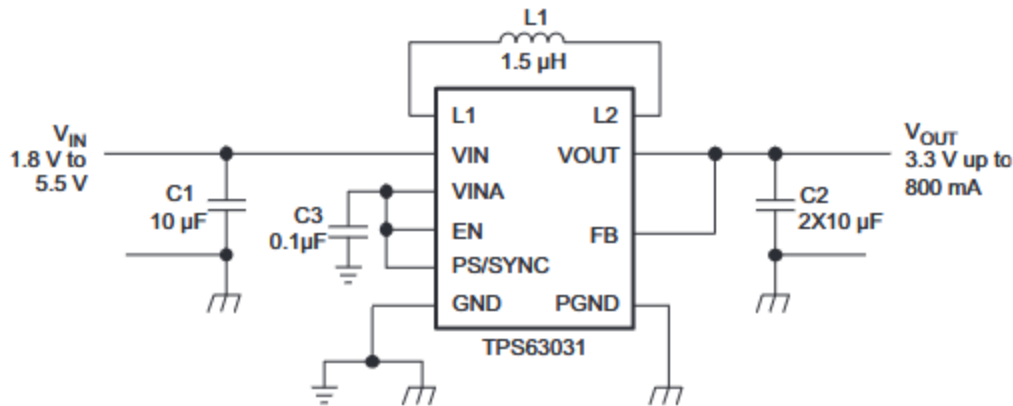 L1
1.5 µH
VIN
1.8 V to
5.5 V
C1
10 µF
C3
0.1µF
L1
VIN
VINA
EN
PS/SYNC
GND
L2
VOUT
FB
PGND
TPS63031
VOUT
3.3 V up to
800 mA
C2
2X10 µF